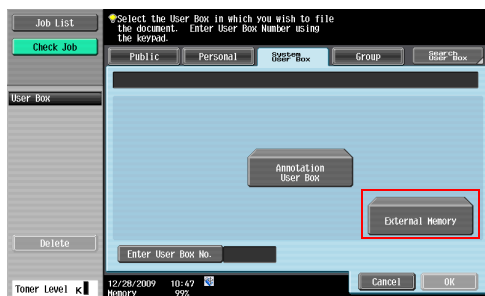 Job List
Check Job
Select the User Box in which you wish to file
the document. Enter User Box Number using
the keypad.
Public
Personal
System
User Box
Group
Search
User Box
User Box
Annotation
User Box
External Memory
Delete
Enter User Box No.
Toner Level K
12/28/2009 10:47
Memory 99%
Cancel
OK